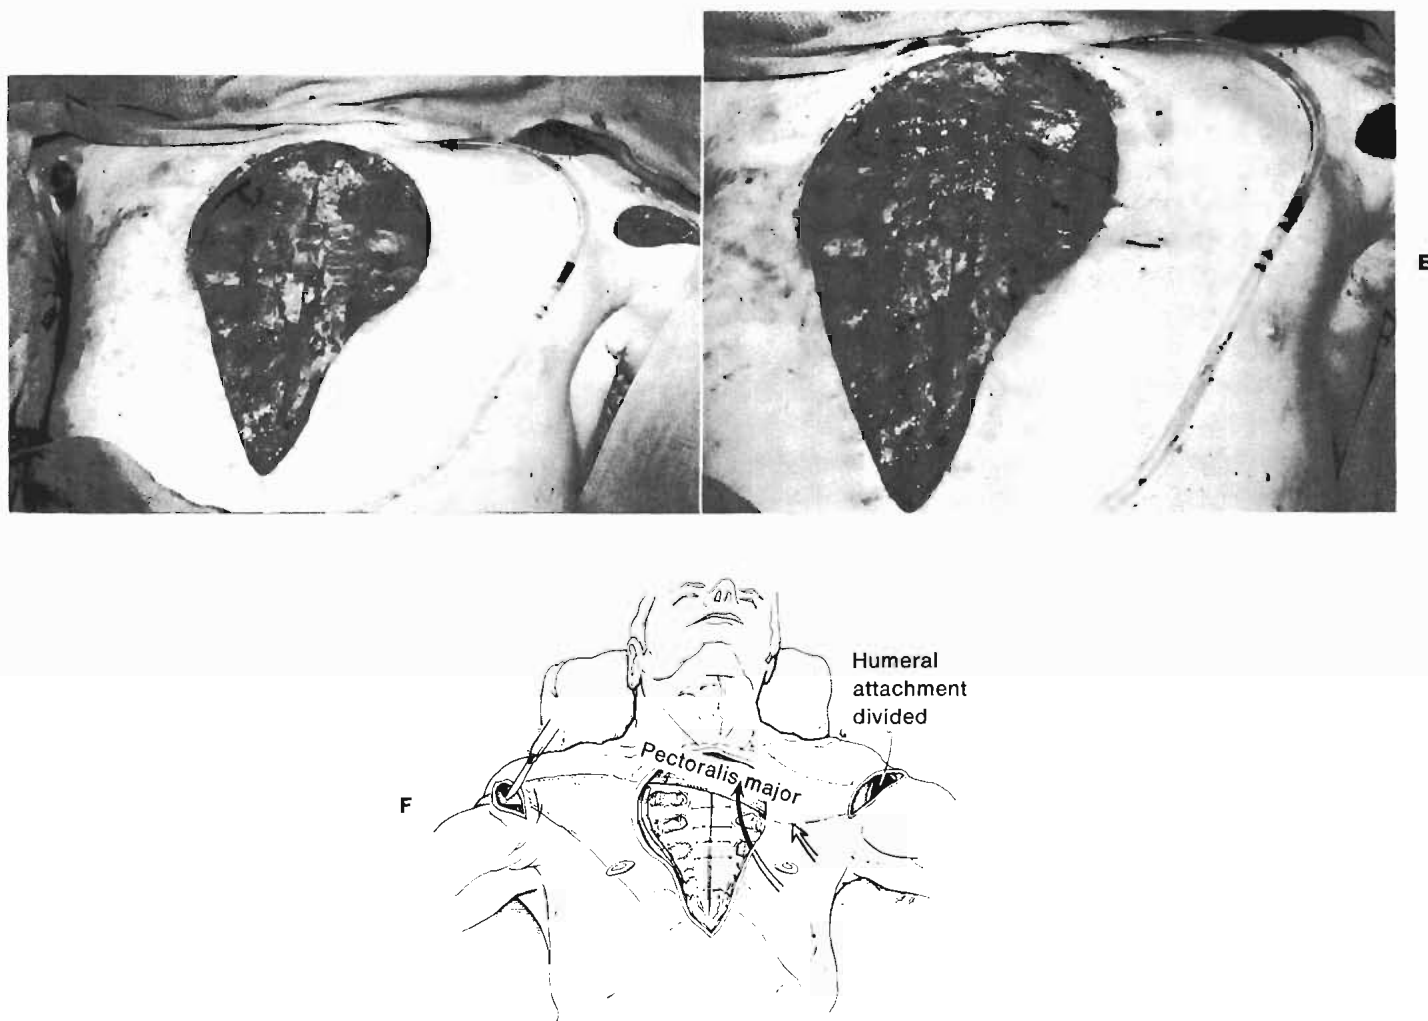 E
Humeral
attachment
divided
Pectoralis major
F